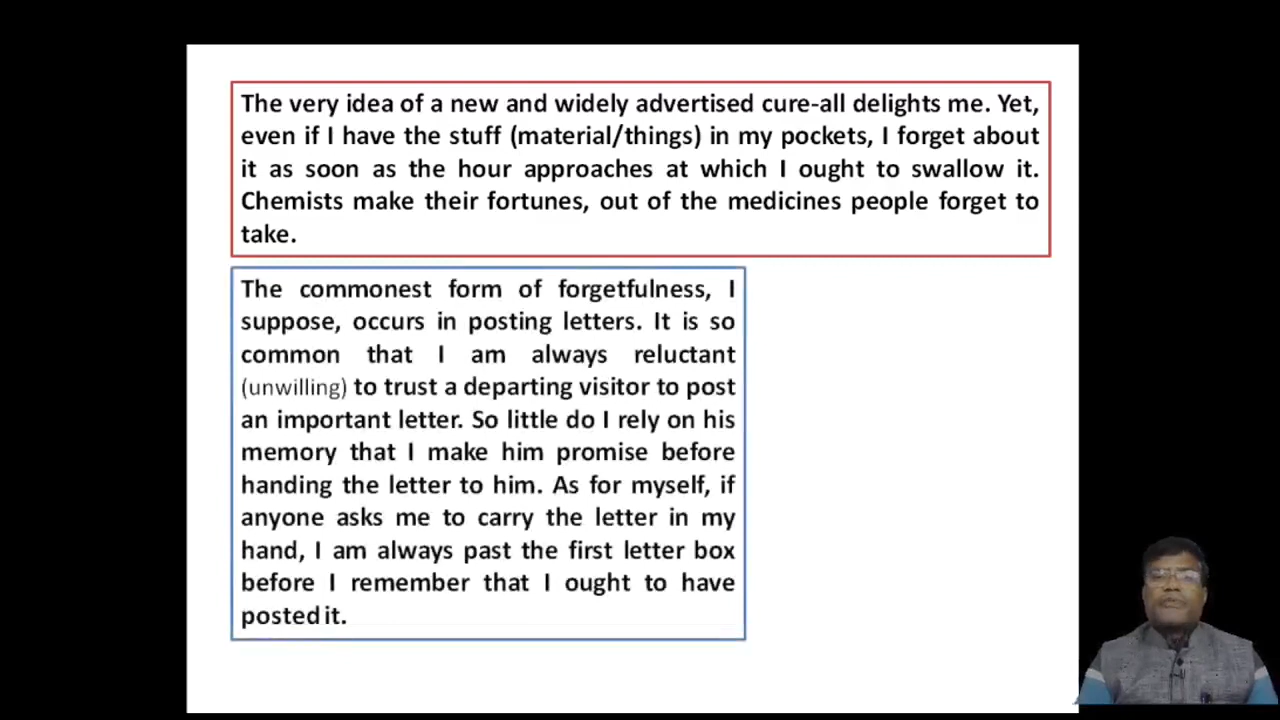 The very idea of a new and widely advertised cure-all delights me. Yet,
even if I have the stuff (material/things) in my pockets, I forget about
it as soon as the hour approaches at which I ought to swallow it.
Chemists make their fortunes, out of the medicines people forget to
take.
The commonest form of forgetfulness, I
suppose, occurs in posting letters. It is so
common that I am always reluctant
(unwilling) to trust a departing visitor to post
an important letter. So little do I rely on his
memory that I make him promise before
handing the letter to him. As for myself, if
anyone asks me to carry the letter in my
hand, I am always past the first letter box
before I remember that I ought to have
posted it.